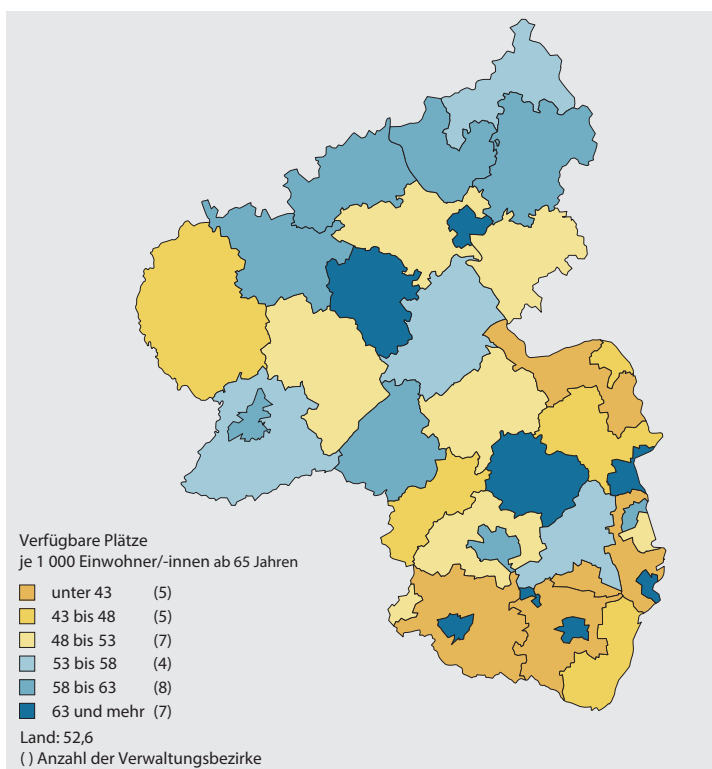 Verfügbare Plätze
je 1 000 Einwohner/-innen ab 65 Jahren
unter 43 (5)
43 bis 48 (5)
48 bis 53 (7)
53 bis 58 (4)
58 bis 63 (8)
63 und mehr (7)
Land: 52,6
( ) Anzahl der Verwaltungsbezirke